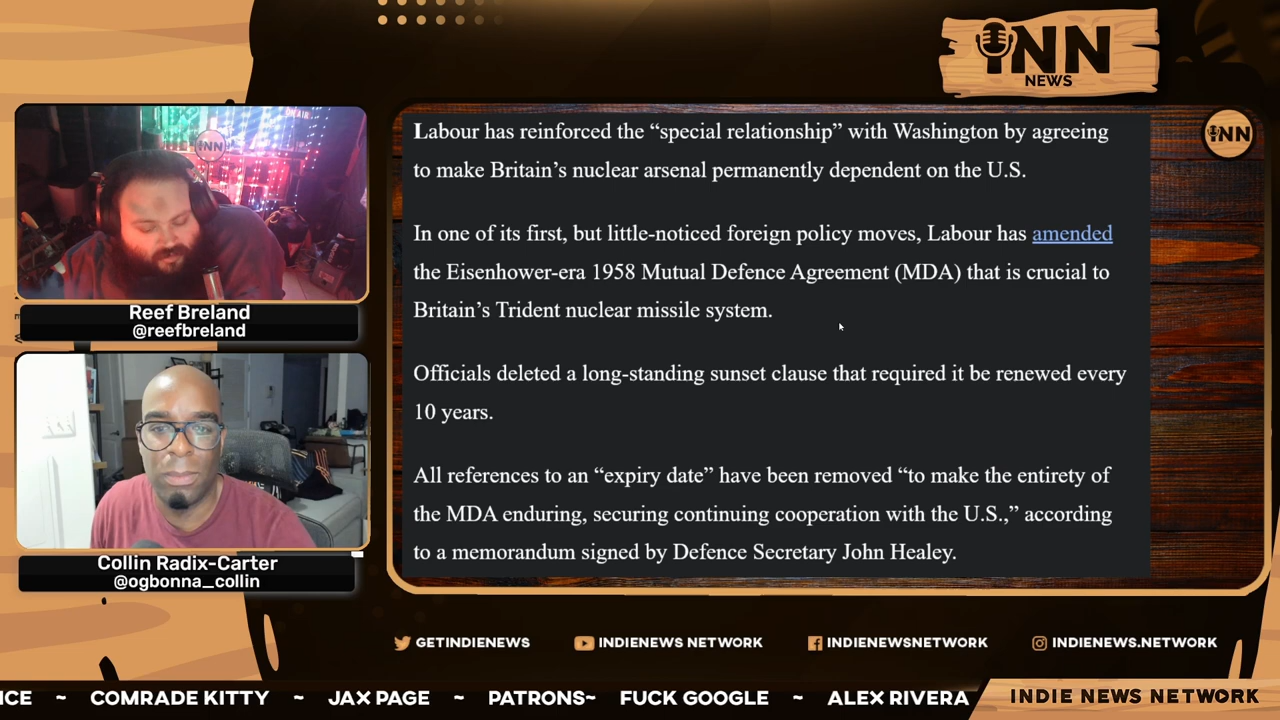 INN
NEWS
INN
INN
Labour has reinforced the “special relationship” with Washington by agreeing
to make Britain’s nuclear arsenal permanently dependent on the U.S.
In one of its first, but little-noticed foreign policy moves, Labour has amended
the Eisenhower-era 1958 Mutual Defence Agreement (MDA) that is crucial to
Britain’s Trident nuclear missile system.
Officials deleted a long-standing sunset clause that required it be renewed every
10 years.
All references to an “expiry date” have been removed “to make the entirety of
the MDA enduring, securing continuing cooperation with the U.S.,” according
to a memorandum signed by Defence Secretary John Healey.
Reef Breland
@reefbreland
Collin Radix-Carter
@ogbonna_collin
GETINDIENEWS
INDIENEWS NETWORK
INDIENEWSNETWORK
INDIENEWS.NETWORK
NCE ~ COMRADE KITTY ~ JAX PAGE ~ PATRONS~ FUCK GOOGLE ~ ALEX RIVERA
INDIE NEWS NETWORK